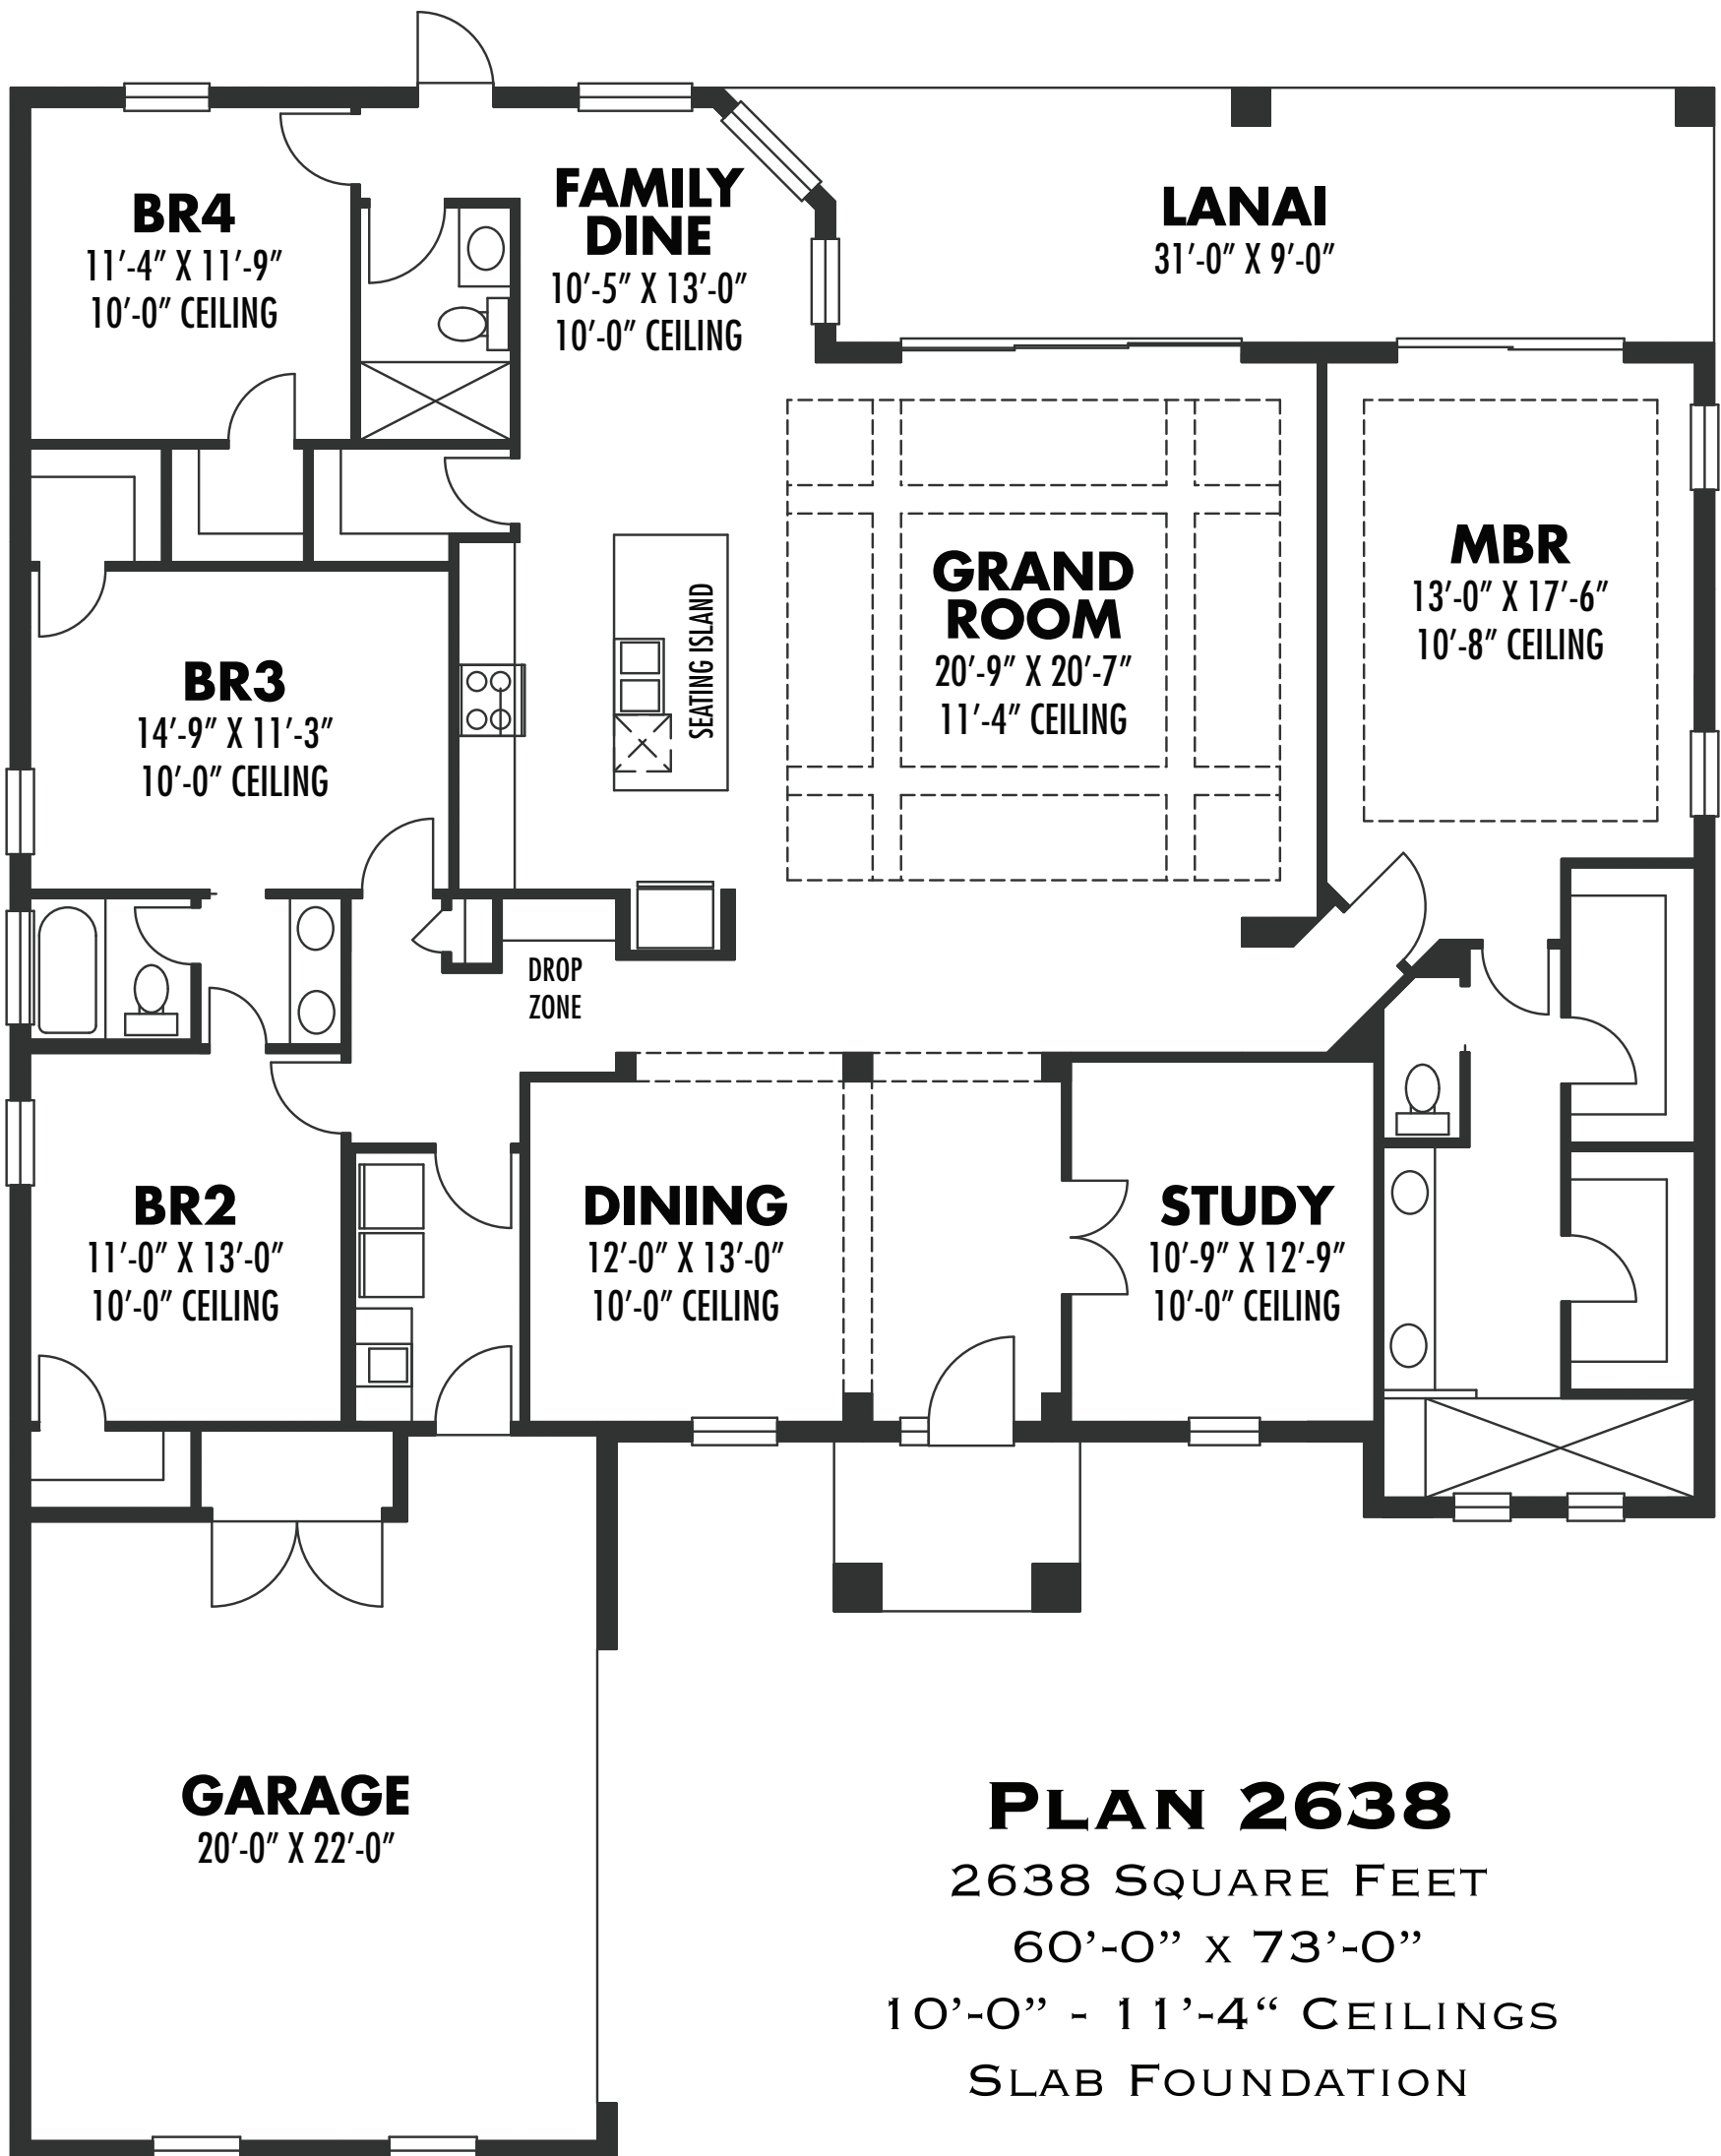 BR4
11'-4" X 11'-9"
10'-0" CEILING
FAMILY
DINE
10'-5" X 13'-0"
10'-0" CEILING
LANAI
31'-0" X 9'-0"
BR3
14'-9" X 11'-3"
10'-0" CEILING
SEATING ISLAND
GRAND
ROOM
20'-9" X 20'-7"
11'-4" CEILING
MBR
13'-0" X 17'-6"
10'-8" CEILING
DROP
ZONE
BR2
11'-0" X 13'-0"
10'-0" CEILING
DINING
12'-0" X 13'-0"
10'-0" CEILING
STUDY
10'-9" X 12'-9"
10'-0" CEILING
GARAGE
20'-0" X 22'-0"
PLAN 2638
2638 SQUARE FEET
60'-0” X 73'-0”
10'-0” - 11'-4“ CEILINGS
SLAB FOUNDATION